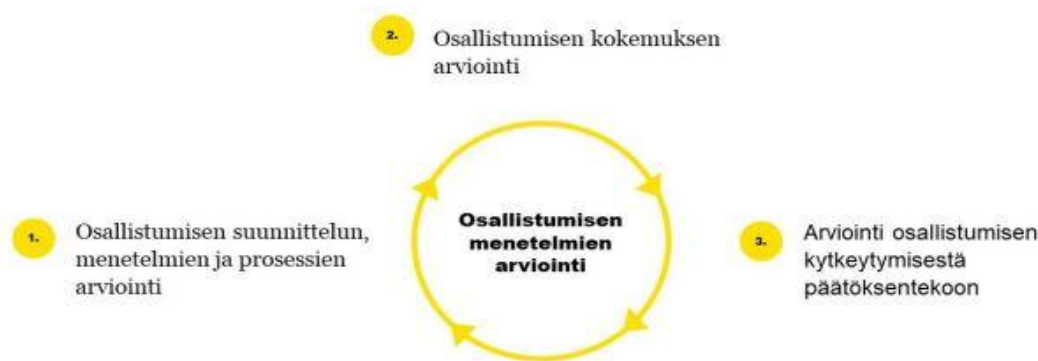 2. Osallistumisen kokemuksen
arviointi
1. Osallistumisen suunnittelun,
menetelmien ja prosessien
arviointi
Osallistumisen
menetelmien
arviointi
3. Arviointi osallistumisen
kytkeytymisestä
päätöksentekoon